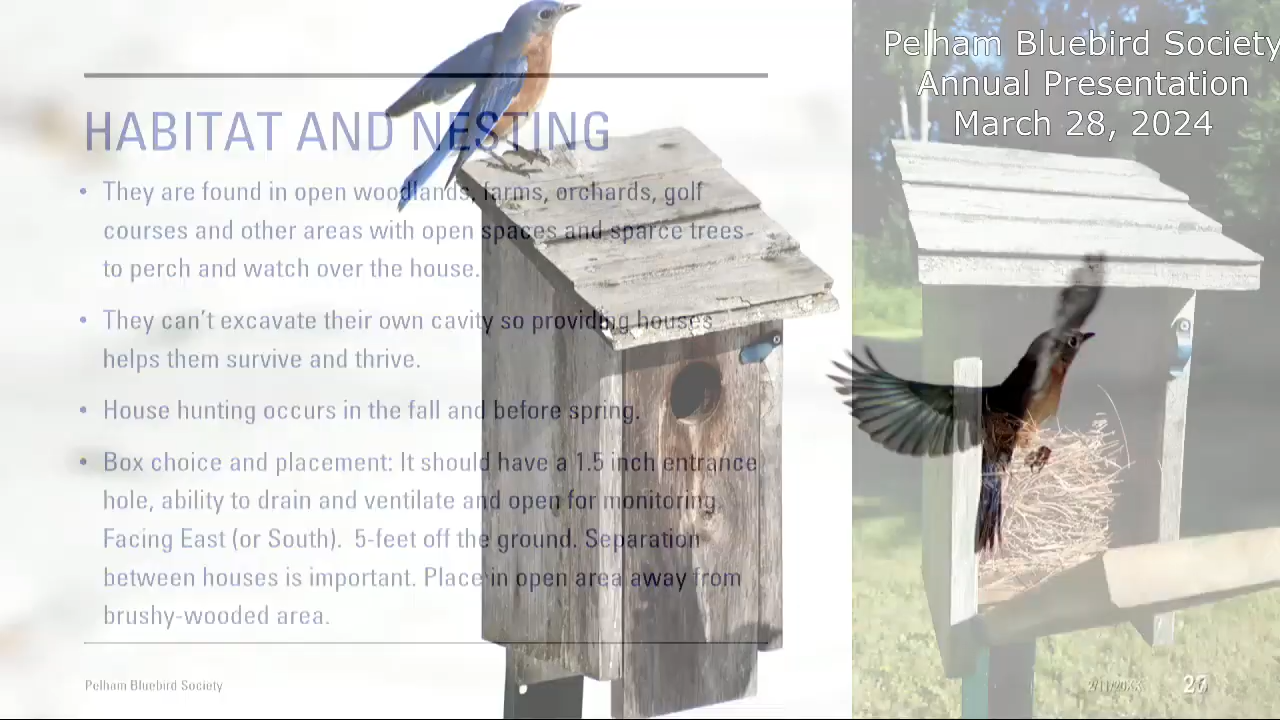 Pelham Bluebird Society
Annual Presentation
March 28, 2024
HABITAT AND NESTING
• They are found in open woodlands, farms, orchards, golf
courses and other areas with open spaces and sparce trees-
to perch and watch over the house.
• They can't excavate their own cavity so providing houses
helps them survive and thrive.
• House hunting occurs in the fall and before spring.
• Box choice and placement: It should have a 1.5 inch entrance
hole, ability to drain and ventilate and open for monitoring
Facing East (or South). 5-feet off the ground. Separation
between houses is important. Place in open area away from
brushy-wooded area.
Pelham Bluebird Society